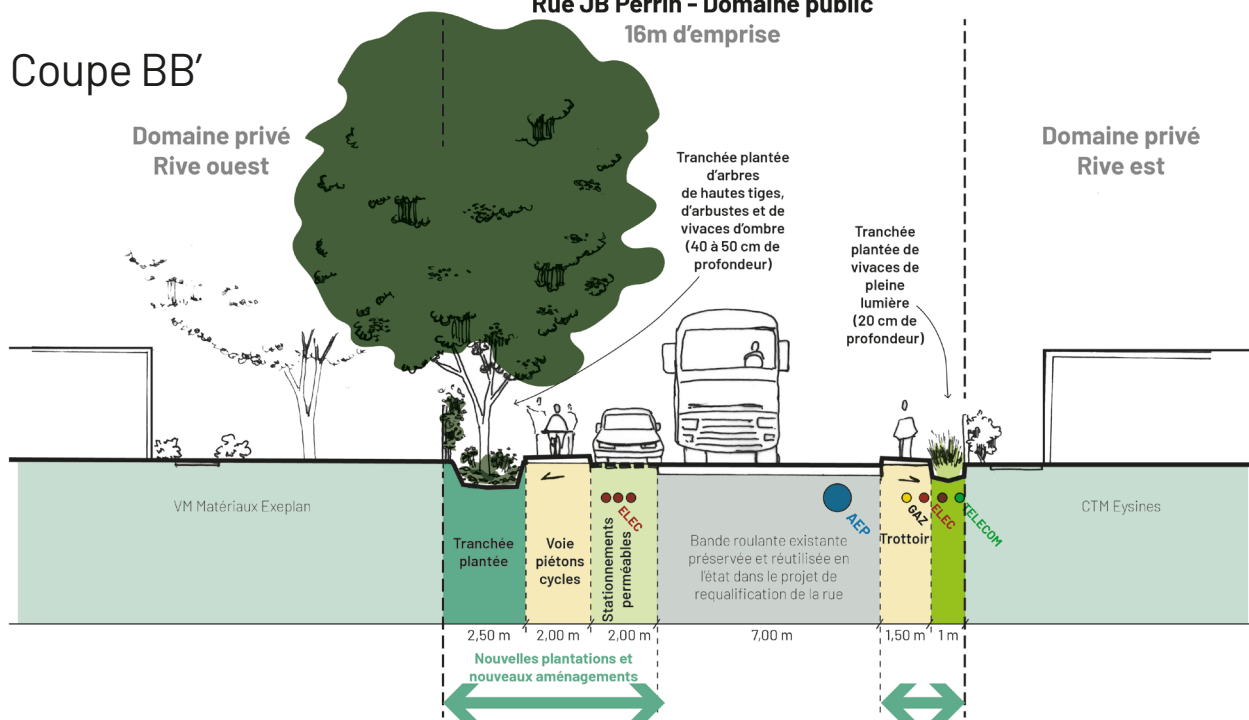 Rue JB Perrin - Domaine public
16m d’emprise
Coupe BB’
Domaine privé
Rive ouest
Domaine privé
Rive est
Tranchée plantée
d’arbres
de hautes tiges,
d’arbustes et de
vivaces d’ombre
(40 à 50 cm de
profondeur)
Tranchée
plantée de
vivaces de
pleine
lumière
(20 cm de
profondeur)
VM Matériaux Exeplan
Tranchée
plantée
Voie
piétons
cycles
ELEC
Stationnements
perméables
AEP
Bande roulante existante
préservée et réutilisée en
l’état dans le projet de
requalification de la rue
GAZ
ELEC
TELECOM
Trottoir
CTM Eysines
2,50 m
2,00 m
2,00 m
7,00 m
1,50 m
1 m
Nouvelles plantations et
nouveaux aménagements